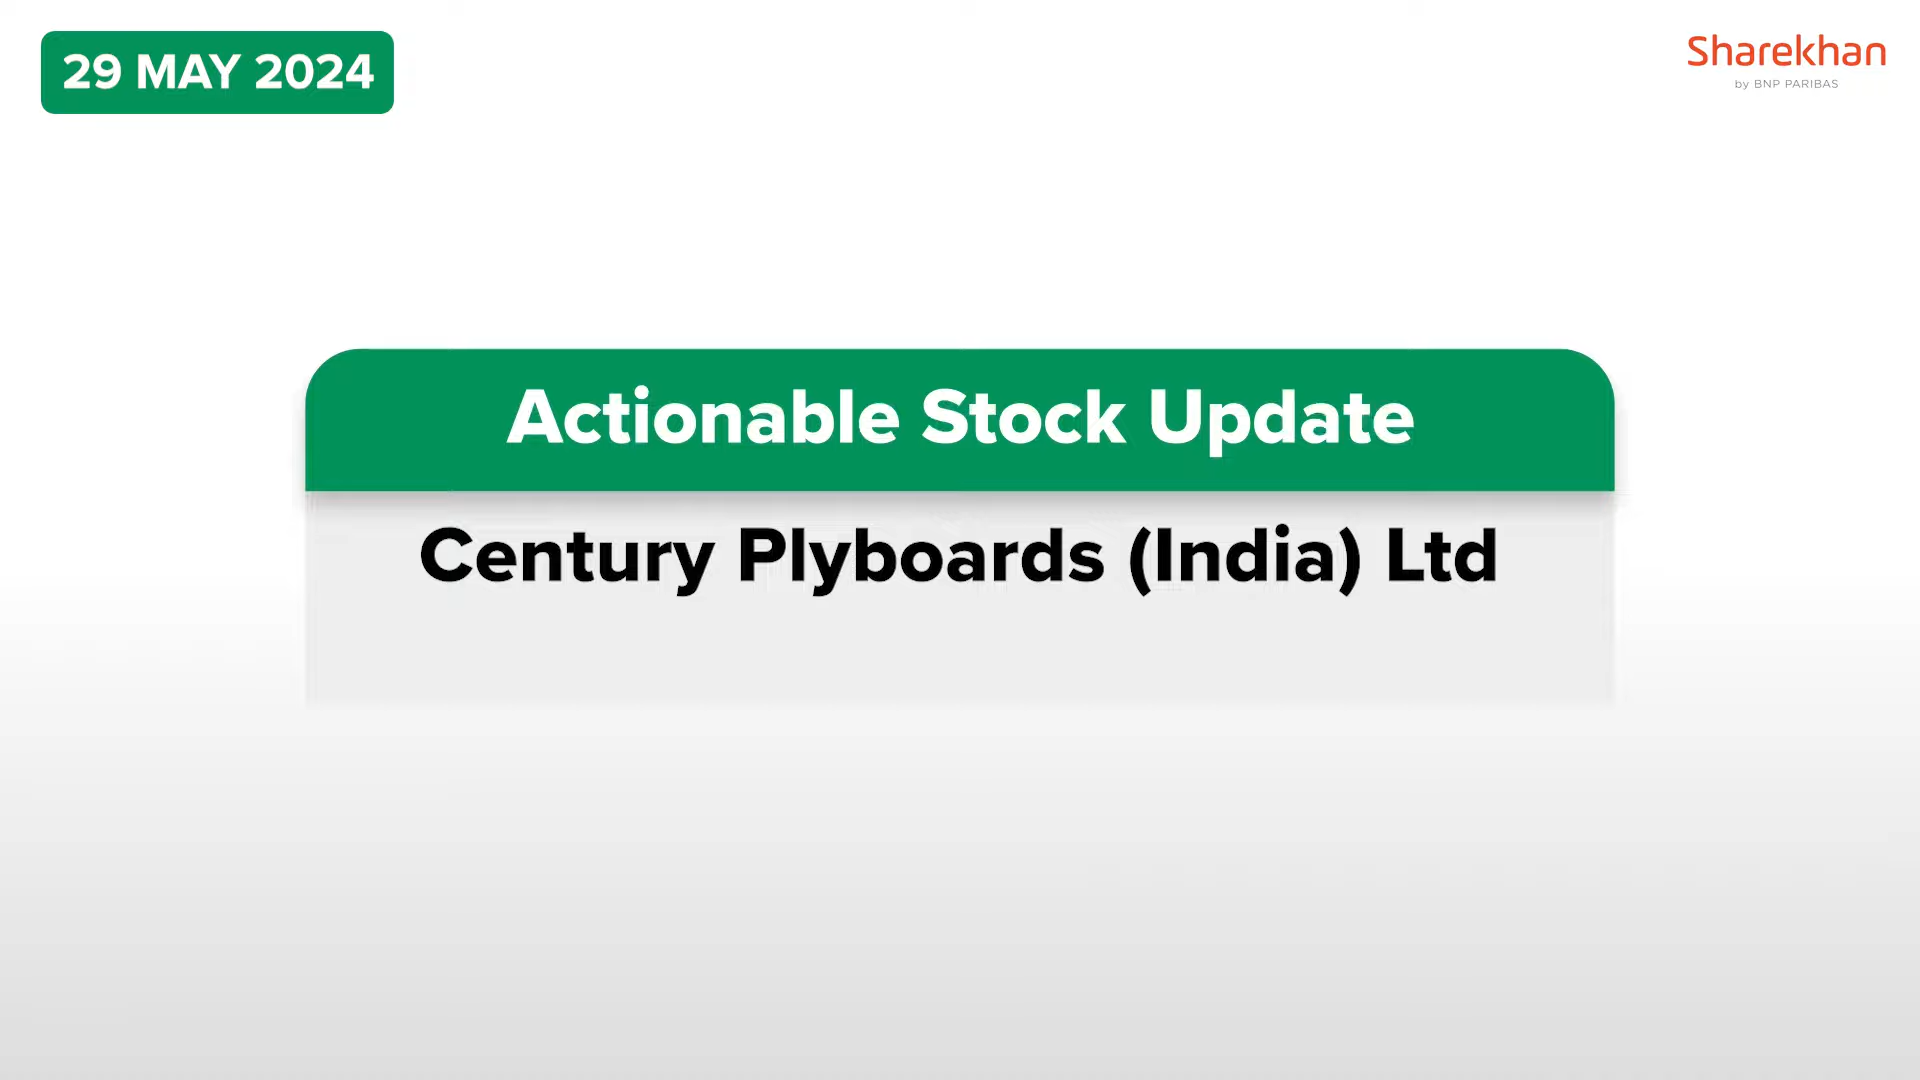 29 MAY 2024
Sharekhan
by BNP PARIBAS
Actionable Stock Update
Century Plyboards (India) Ltd